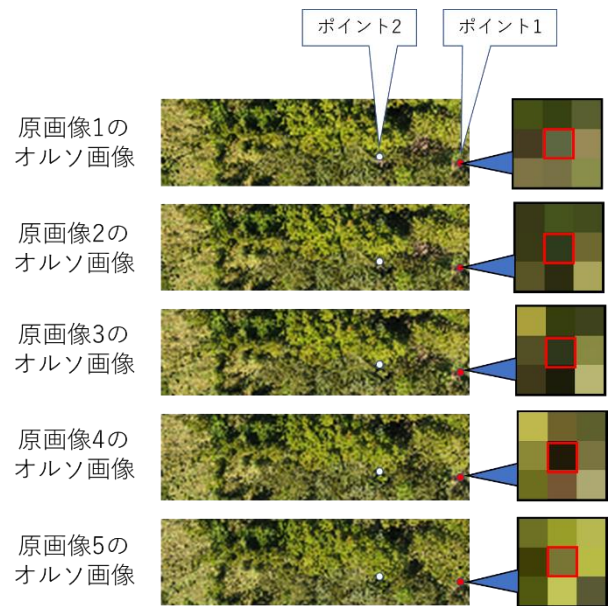 ポイント2
ポイント1
原画像1の
オルソ画像
原画像2の
オルソ画像
原画像3の
オルソ画像
原画像4の
オルソ画像
原画像5の
オルソ画像